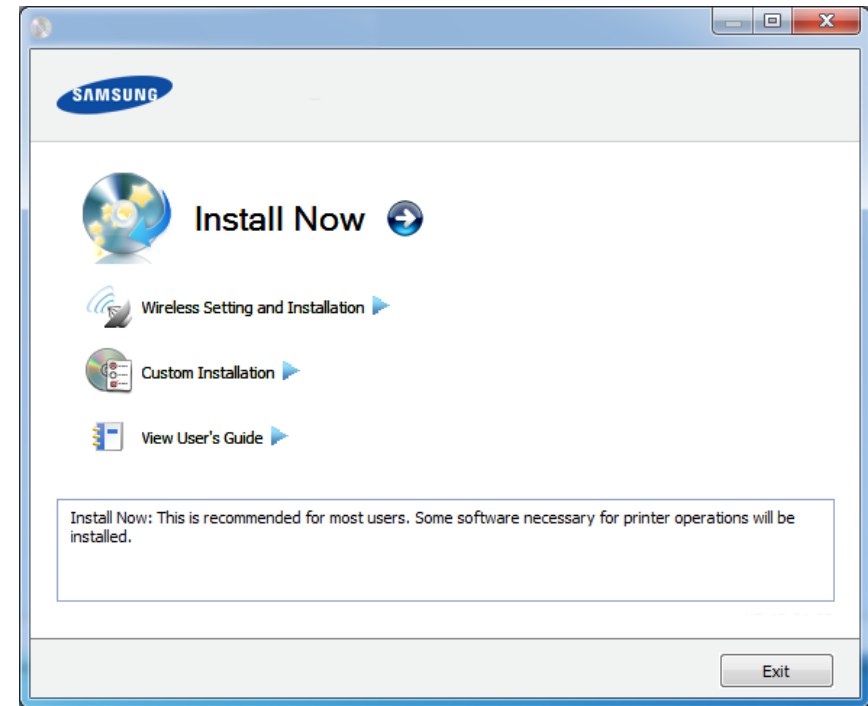 SAMSUNG
Install Now
Wireless Setting and Installation
Custom Installation
View User's Guide
Install Now: This is recommended for most users. Some software necessary for printer operations will be
installed.
Exit